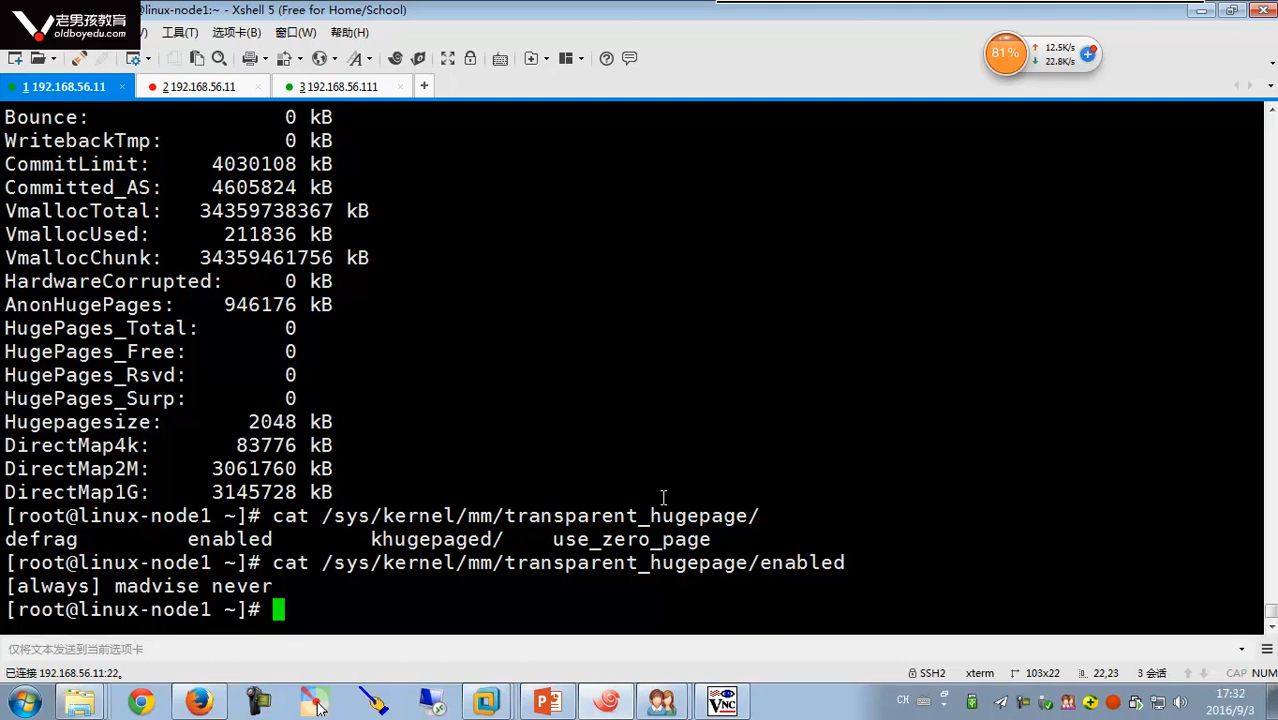 @linux-node1:~ - Xshell 5 (Free for Home/School)
老男孩教育
oldboyedu.com
V) 工具(T) 选项卡(B) 窗口(W) 帮助(H)
81%
12.5K/s
22.8K/s
1 192.168.56.11
2 192.168.56.11
3 192.168.56.111
Bounce: 0 kB
WritebackTmp: 0 kB
CommitLimit: 4030108 kB
Committed_AS: 4605824 kB
VmallocTotal: 34359738367 kB
VmallocUsed: 211836 kB
VmallocChunk: 34359461756 kB
HardwareCorrupted: 0 kB
AnonHugePages: 946176 kB
HugePages_Total: 0
HugePages_Free: 0
HugePages_Rsvd: 0
HugePages_Surp: 0
Hugepagesize: 2048 kB
DirectMap4k: 83776 kB
DirectMap2M: 3061760 kB
DirectMap1G: 3145728 kB
[root@linux-node1 ~]# cat /sys/kernel/mm/transparent_hugepage/
defrag enabled khugepaged/ use_zero_page
[root@linux-node1 ~]# cat /sys/kernel/mm/transparent_hugepage/enabled
[always] madvise never
[root@linux-node1 ~]#
仅将文本发送到当前选项卡
已连接 192.168.56.11:22。 SSH2 xterm 103x22 22,23 3 会话 CAP NUM
CH
17:32
2016/9/3